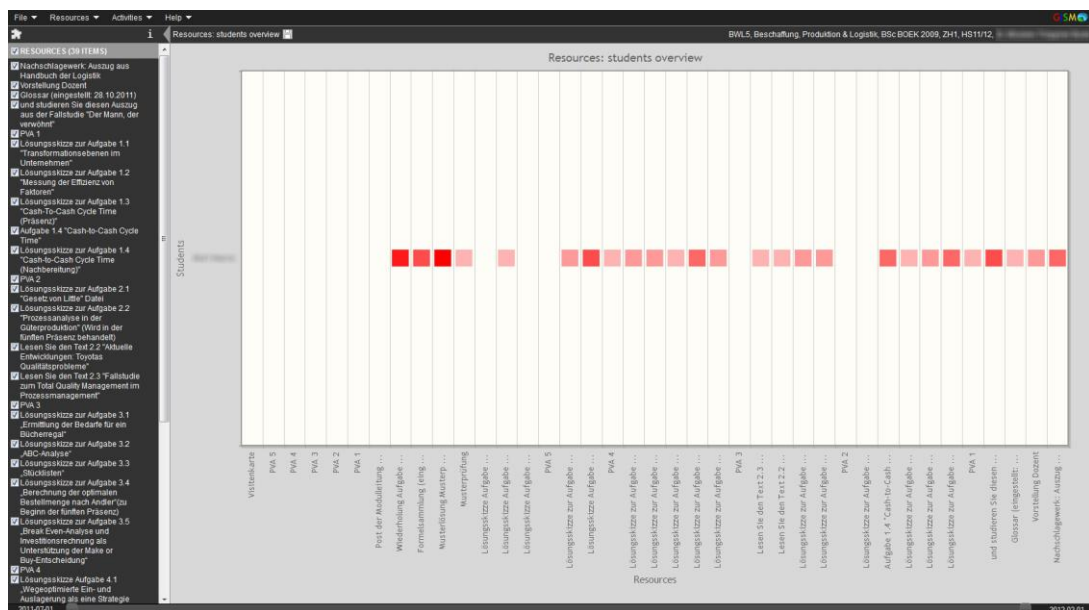 File ▾ Resources ▾ Activities ▾ Help ▾
GISMO
i
Resources: students overview
BWL5, Beschaffung, Produktion & Logistik, BSc BOEK 2009, ZH1, HS11/12,
RESOURCES (39 ITEMS)
Nachschlagewerk: Auszug aus
Handbuch der Logistik
Vorstellung Dozent
Glossar (eingestellt: 28.10.2011)
und studieren Sie diesen Auszug
aus der Fallstudie "Der Mann, der
verwöhnt"
PVA 1
Lösungsskizze zur Aufgabe 1.1
"Transformationsebenen im
Unternehmen"
Lösungsskizze zur Aufgabe 1.2
"Messung der Effizienz von
Faktoren"
Lösungsskizze zur Aufgabe 1.3
"Cash-To-Cash Cycle Time
(Präsenz)"
Aufgabe 1.4 "Cash-to-Cash Cycle
Time"
Lösungsskizze zur Aufgabe 1.4
"Cash-to-Cash Cycle Time
(Nachbereitung)"
PVA 2
Lösungsskizze zur Aufgabe 2.1
"Gesetz von Little" Datei
Lösungsskizze zur Aufgabe 2.2
"Prozessanalyse in der
Güterproduktion" (Wird in der
fünften Präsenz behandelt)
Lesen Sie den Text 2.2 "Aktuelle
Entwicklungen: Toyotas
Qualitätsprobleme"
Lesen Sie den Text 2.3 "Fallstudie
zum Total Quality Management im
Prozessmanagement"
PVA 3
Lösungsskizze zur Aufgabe 3.1
„Ermittlung der Bedarfe für ein
Bücherregal"
Lösungsskizze zur Aufgabe 3.2
„ABC-Analyse"
Lösungsskizze zur Aufgabe 3.3
„Stücklisten"
Lösungsskizze zur Aufgabe 3.4
„Berechnung der optimalen
Bestellmenge nach Andler"(zu
Beginn der fünften Präsenz)
Lösungsskizze zur Aufgabe 3.5
„Break Even-Analyse und
Investitionsrechnung als
Unterstützung der Make or
Buy-Entscheidung"
PVA 4
Lösungsskizze Aufgabe 4.1
„Wegeoptimierte Ein- und
Auslagerung als eine Strategie
Resources: students overview
Students
Visitenkarte
PVA 5
PVA 4
PVA 3
PVA 2
PVA 1
Post der Modulleitung ...
Wiederholung Aufgabe ...
Formelsammlung (eing ...
Musterlösung Musterp ...
Musterprüfung
Lösungsskizze Aufgabe ...
Lösungsskizze Aufgabe ...
Lösungsskizze Aufgabe ...
PVA 5
Lösungsskizze zur Aufgabe ...
Lösungsskizze Aufgabe ...
PVA 4
Lösungsskizze zur Aufgabe ...
Lösungsskizze zur Aufgabe ...
Lösungsskizze zur Aufgabe ...
Lösungsskizze zur Aufgabe ...
Lösungsskizze zur Aufgabe ...
PVA 3
Lesen Sie den Text 2.3 ...
Lesen Sie den Text 2.2 ...
Lösungsskizze zur Aufgabe ...
Lösungsskizze zur Aufgabe ...
PVA 2
Lösungsskizze zur Aufgabe ...
Aufgabe 1.4 "Cash-to-Cash ...
Lösungsskizze zur Aufgabe ...
Lösungsskizze zur Aufgabe ...
Lösungsskizze zur Aufgabe ...
PVA 1
und studieren Sie diesen ...
Glossar (eingestellt: ...
Vorstellung Dozent
Nachschlagewerk: Auszug ...
Resources